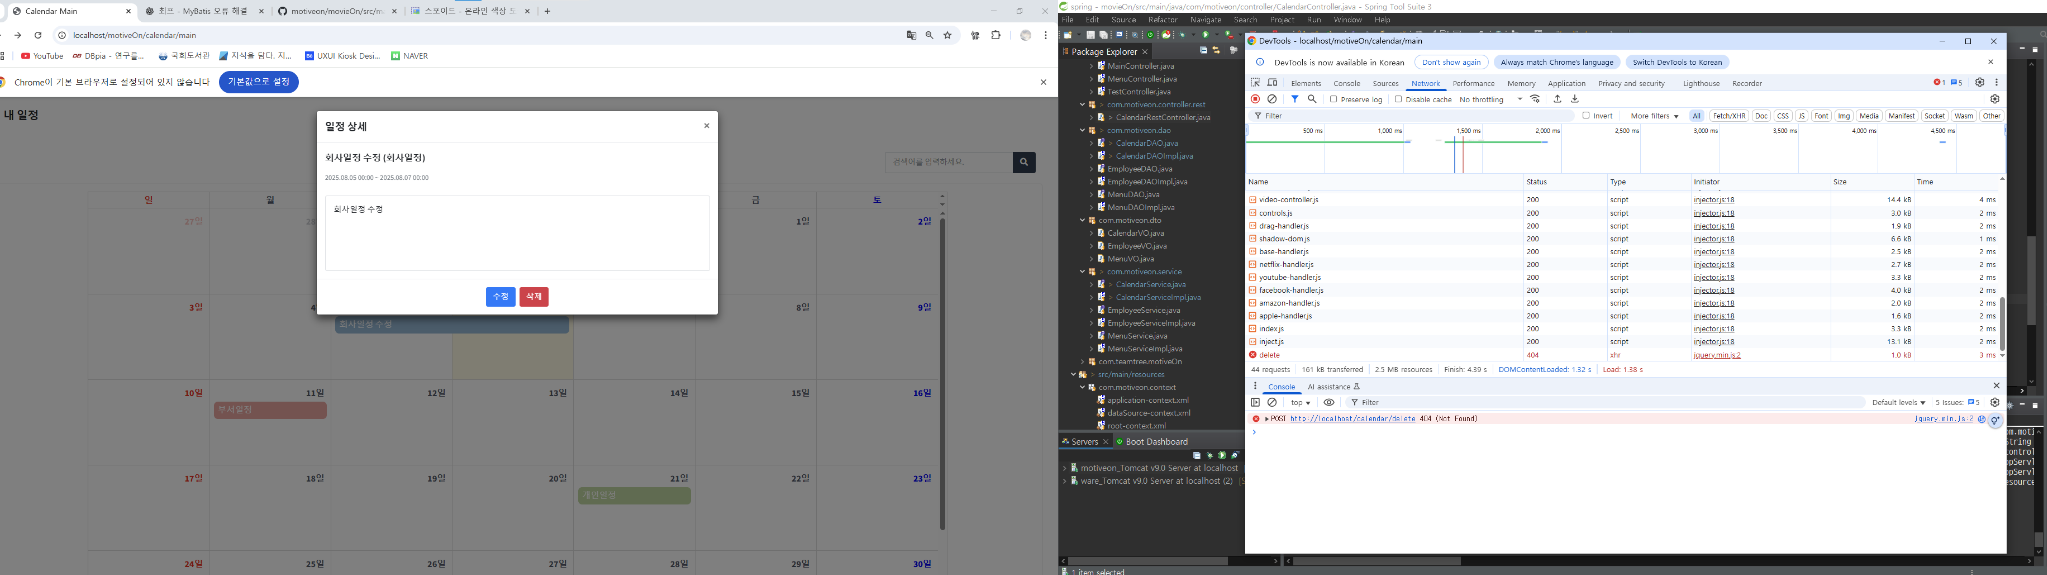 Calendar Main
치프 - MyBatis 오류 해결
motiveon/movieOn/src/m
스포이드 - 온라인 색상 코
localhost/motiveOn/calendar/main
YouTube
DBpia - 연구를...
국회도서관
지식을 담다. 지...
UXUI Kiosk Desi...
NAVER
Chrome이 기본 브라우저로 설정되어 있지 않습니다
기본값으로 설정
내 일정
일정 상세
×
회사일정 수정 (회사일정)
2025.08.05 00:00 ~ 2025.08.07 00:00
회사일정 수정
수정
삭제
검색어를 입력하세요.
일
월
금
토
27일
1일
2일
3일
8일
9일
회사일정 수정
10일
11일
12일
13일
14일
15일
16일
부서일정
17일
18일
19일
20일
21일
22일
23일
개인일정
24일
25일
26일
27일
28일
29일
30일
spring - movieOn/src/main/java/com/motiveon/controller/CalendarController.java - Spring Tool Suite 3
File Edit Source Refactor Navigate Search Project Run Window Help
Package Explorer
MainController.java
MenuController.java
TestController.java
com.motiveon.controller.rest
> CalendarRestController.java
> com.motiveon.dao
> CalendarDAO.java
> CalendarDAOImpl.java
EmployeeDAO.java
EmployeeDAOImpl.java
MenuDAO.java
MenuDAOImpl.java
com.motiveon.dto
CalendarVO.java
EmployeeVO.java
MenuVO.java
> com.motiveon.service
> CalendarService.java
> CalendarServiceImpl.java
EmployeeService.java
EmployeeServiceImpl.java
MenuService.java
MenuServiceImpl.java
com.teamtree.motiveOn
> src/main/resources
com.motiveon.context
application-context.xml
dataSource-context.xml
root-context.xml
Servers
Boot Dashboard
motiveon_Tomcat v9.0 Server at localhost
ware_Tomcat v9.0 Server at localhost (2)
1 item selected
DevTools - localhost/motiveOn/calendar/main
DevTools is now available in Korean
Don't show again
Always match Chrome's language
Switch DevTools to Korean
Elements Console Sources Network Performance Memory Application Privacy and security Lighthouse Recorder
1
5
Preserve log
Disable cache
No throttling
Filter
Invert
More filters
All Fetch/XHR Doc CSS JS Font Img Media Manifest Socket Wasm Other
500 ms 1,000 ms 1,500 ms 2,000 ms 2,500 ms 3,000 ms 3,500 ms 4,000 ms 4,500 ms
Name Status Type Initiator Size Time
video-controller.js 200 script injector.js:18 14.4 kB 4 ms
controls.js 200 script injector.js:18 3.0 kB 2 ms
drag-handler.js 200 script injector.js:18 1.9 kB 2 ms
shadow-dom.js 200 script injector.js:18 6.6 kB 1 ms
base-handler.js 200 script injector.js:18 2.5 kB 2 ms
netflix-handler.js 200 script injector.js:18 2.7 kB 2 ms
youtube-handler.js 200 script injector.js:18 3.3 kB 2 ms
facebook-handler.js 200 script injector.js:18 4.0 kB 2 ms
amazon-handler.js 200 script injector.js:18 2.0 kB 2 ms
apple-handler.js 200 script injector.js:18 1.6 kB 2 ms
index.js 200 script injector.js:18 3.3 kB 2 ms
inject.js 200 script injector.js:18 13.1 kB 2 ms
delete 404 xhr jquery.min.js:2 1.0 kB 3 ms
44 requests 161 kB transferred 2.5 MB resources Finish: 4.39 s DOMContentLoaded: 1.32 s Load: 1.38 s
Console
AI assistance
top
Filter
Default levels
5 Issues: 5
POST http://localhost/calendar/delete 404 (Not Found)
jquery.min.js:2